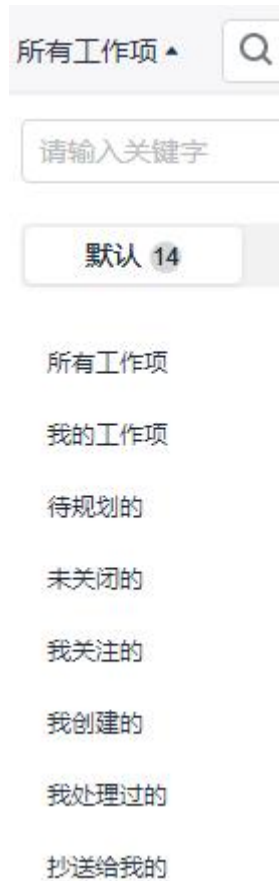 所有工作项
请输入关键字
默认 14
所有工作项
我的工作项
待规划的
未关闭的
我关注的
我创建的
我处理过的
抄送给我的